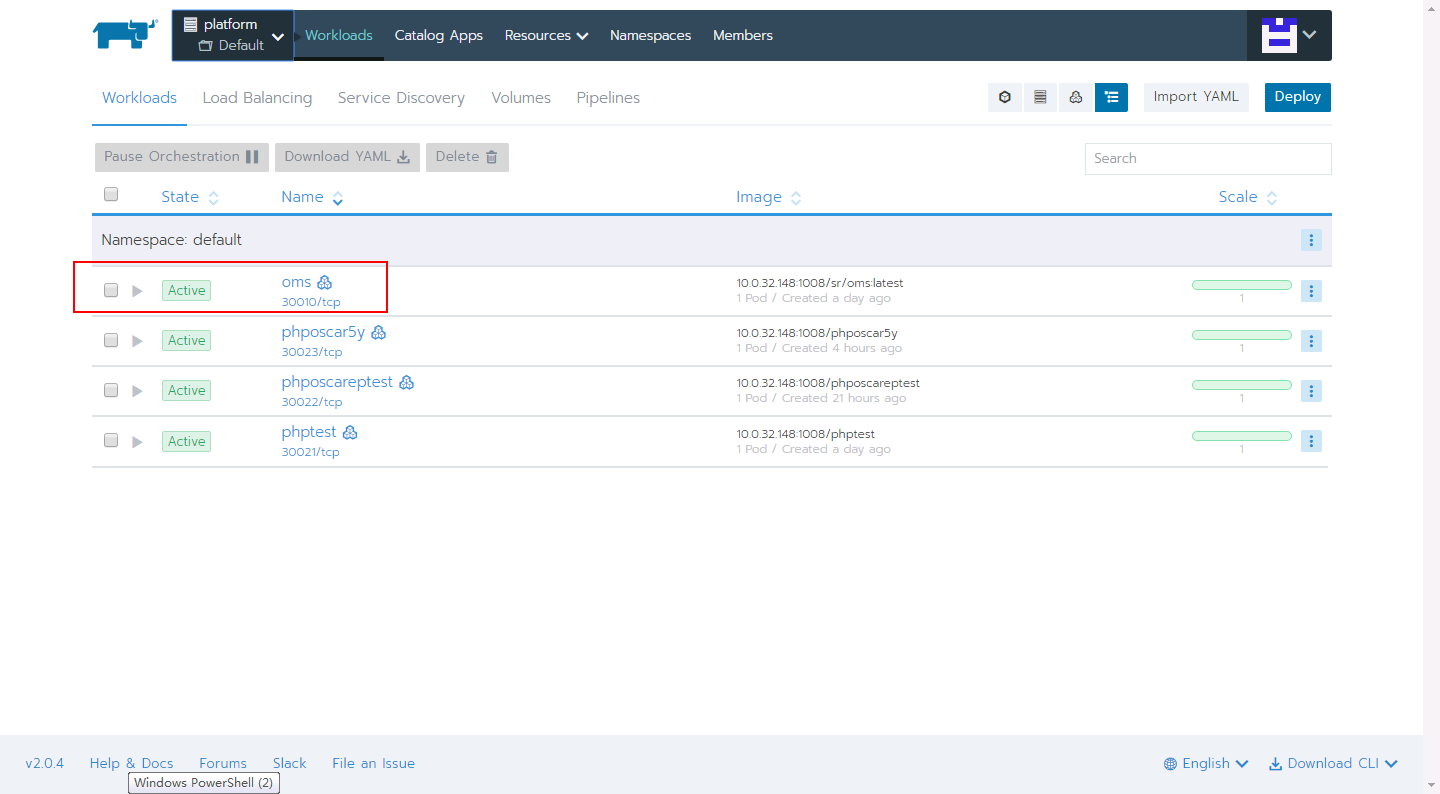 platform
Default
Workloads Catalog Apps Resources Namespaces Members
Workloads Load Balancing Service Discovery Volumes Pipelines
Import YAML Deploy
Pause Orchestration Download YAML Delete
Search
State Name Image Scale
Namespace: default
Active oms 10.0.32.148:1008/sr/oms:latest
30010/tcp 1 Pod / Created a day ago 1
Active phposcar5y 10.0.32.148:1008/phposcar5y
30023/tcp 1 Pod / Created 4 hours ago 1
Active phposcareptest 10.0.32.148:1008/phposcareptest
30022/tcp 1 Pod / Created 21 hours ago 1
Active phptest 10.0.32.148:1008/phptest
30021/tcp 1 Pod / Created a day ago 1
v2.0.4 Help & Docs Forums Slack File an Issue English Download CLI
Windows PowerShell (2)